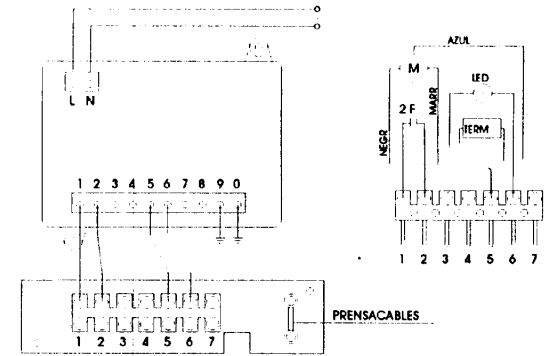 L N
1 2 3 4 5 6 7 8 9 0
1 2 3 4 5 6 7
PRENSACABLES
AZUL
M
LED
2 F
NEGR
MARR
TERM
1 2 3 4 5 6 7